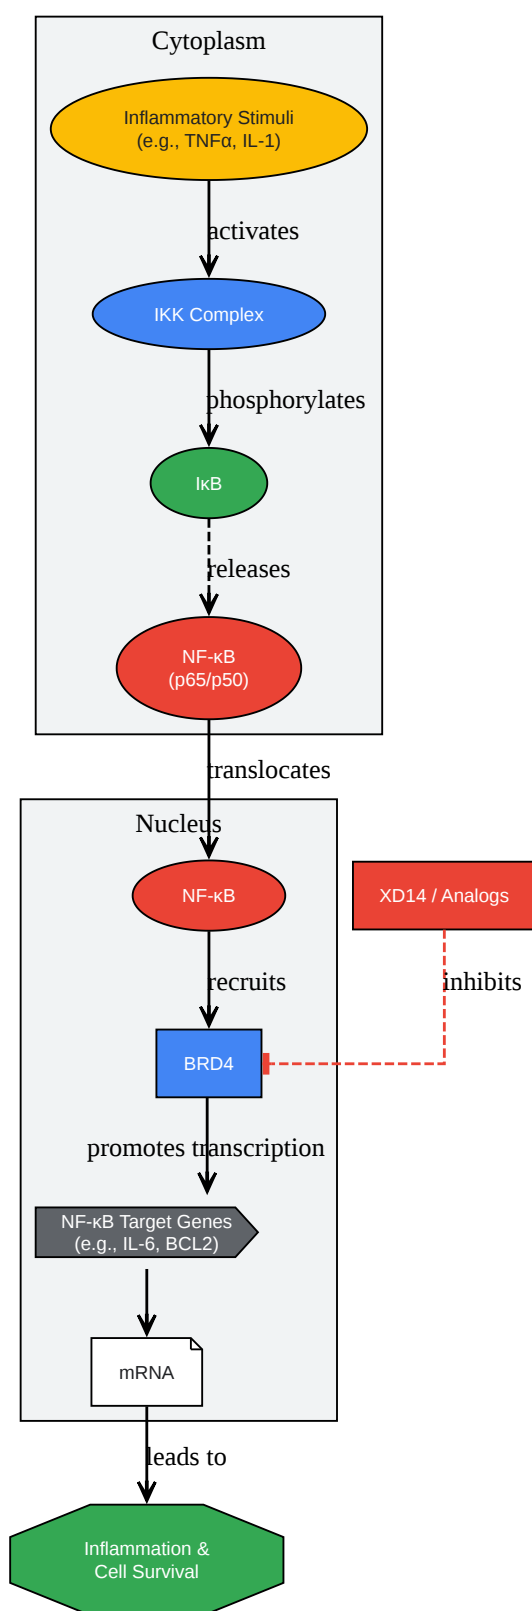 Cytoplasm
Inflammatory Stimuli
(e.g., TNFα, IL-1)
activates
IKK Complex
phosphorylates
IκB
releases
NF-κB
(p65/p50)
translocates
Nucleus
NF-κB
XD14 / Analogs
recruits
inhibits
BRD4
promotes transcription
NF-κB Target Genes
(e.g., IL-6, BCL2)
mRNA
leads to
Inflammation &
Cell Survival